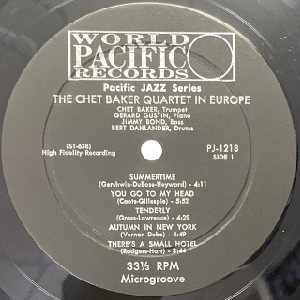 WORLD
PACIFIC
RECORDS
Pacific JAZZ Series
THE CHET BAKER QUARTET IN EUROPE
CHET BAKER, Trumpet
GERARD GUSTIN, Piano
JIMMY BOND, Bass
BERT DAHLANDER, Drums
(ST-638)
High Fidelity Recording
PJ-1218
SIDE 1
SUMMERTIME
(Gershwin-DuBose-Heyward) - 4:11
YOU GO TO MY HEAD
(Coots-Gillespie) - 5:52
TENDERLY
(Gross-Lawrence) - 4:25
AUTUMN IN NEW YORK
(Vernon Duke) - 6:49
THERE'S A SMALL HOTEL
(Rodgers-Hart) - 3:44
33⅓ RPM
Microgroove